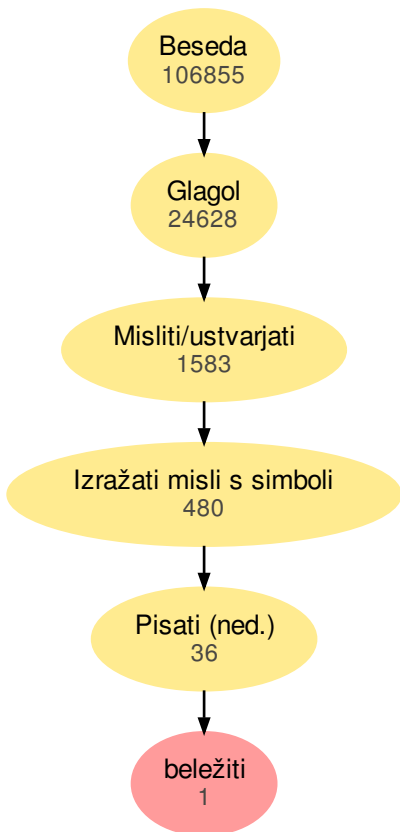 Beseda
106855
Glagol
24628
Misliti/ustvarjati
1583
Izražati misli s simboli
480
Pisati (ned.)
36
beležiti
1